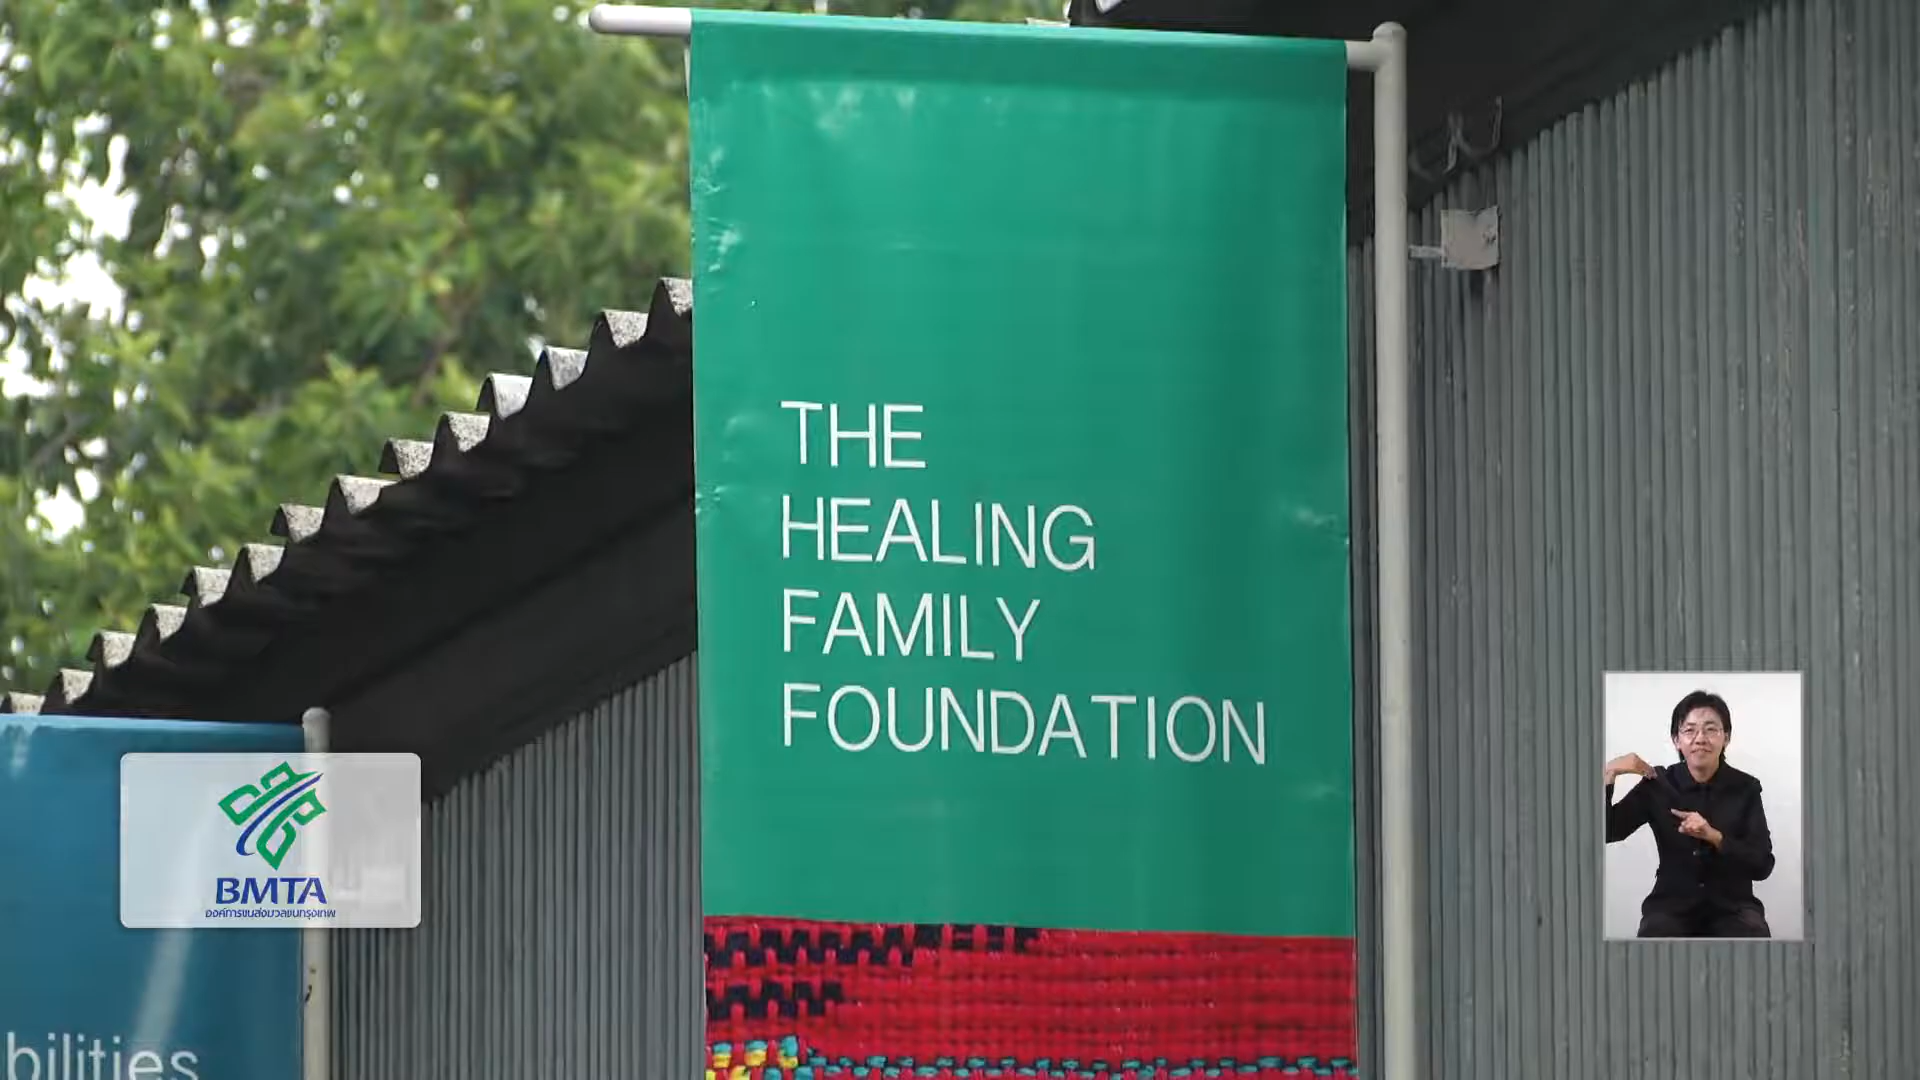 THE
HEALING
FAMILY
FOUNDATION
BMTA
องค์การขนส่งมวลชนกรุงเทพ
bilities